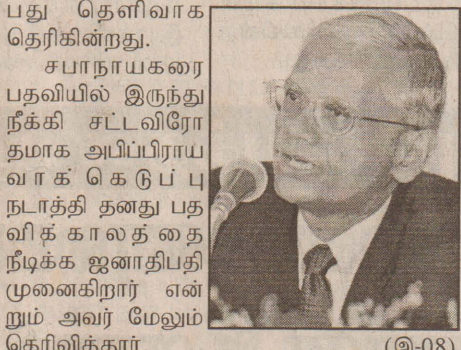 பது தெளிவாக
தெரிகின்றது.
சபாநாயகரை
பதவியில் இருந்து
நீக்கி சட்டவிரோ
தமாக அபிப்பிராய
வாக் கெடுப்பு
நடாத்தி தனது பத
வித் காலத் தை
நீடிக்க ஜனாதிபதி
முனைகிறார் என்
றும் அவர் மேலும்
தெரிவித்தார்
(இ-08)